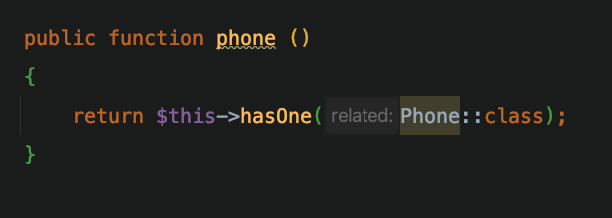 public function phone ()
{
return $this->hasOne( related: Phone::class);
}